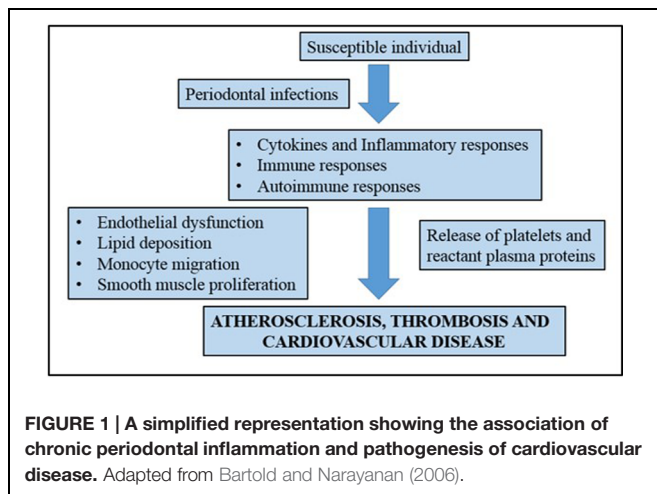 Susceptible individual
Periodontal infections
• Cytokines and Inflammatory responses
• Immune responses
• Autoimmune responses
• Endothelial dysfunction
• Lipid deposition
• Monocyte migration
• Smooth muscle proliferation
Release of platelets and
reactant plasma proteins
ATHEROSCLEROSIS, THROMBOSIS AND
CARDIOVASCULAR DISEASE
FIGURE 1 | A simplified representation showing the association of
chronic periodontal inflammation and pathogenesis of cardiovascular
disease. Adapted from Bartold and Narayanan (2006).